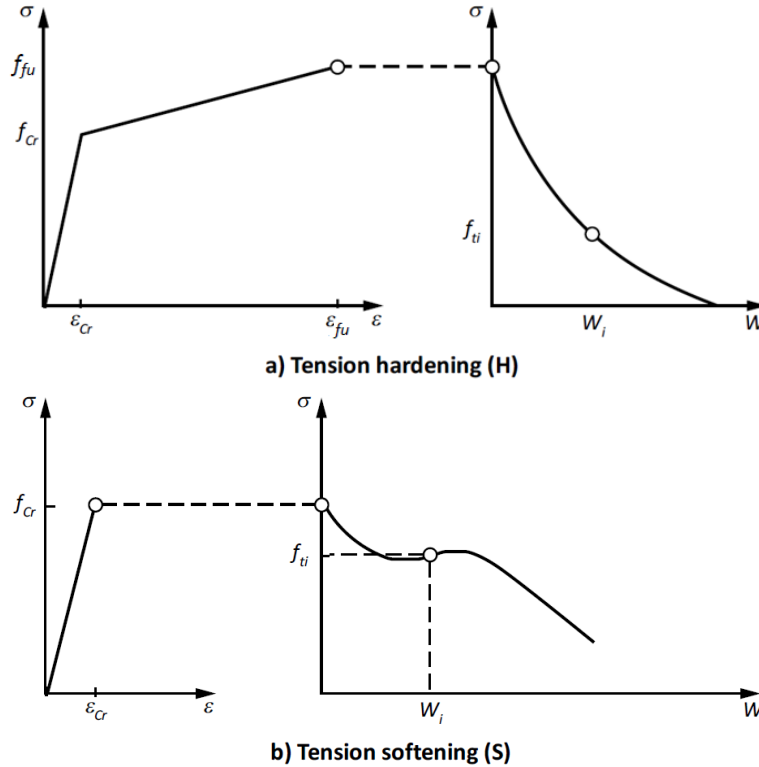 σ
σ
f_fu
f_Cr
f_ti
ε_Cr
ε_fu
ε
W_i
W
a) Tension hardening (H)
σ
σ
f_Cr
f_ti
ε_Cr
ε
W_i
W
b) Tension softening (S)